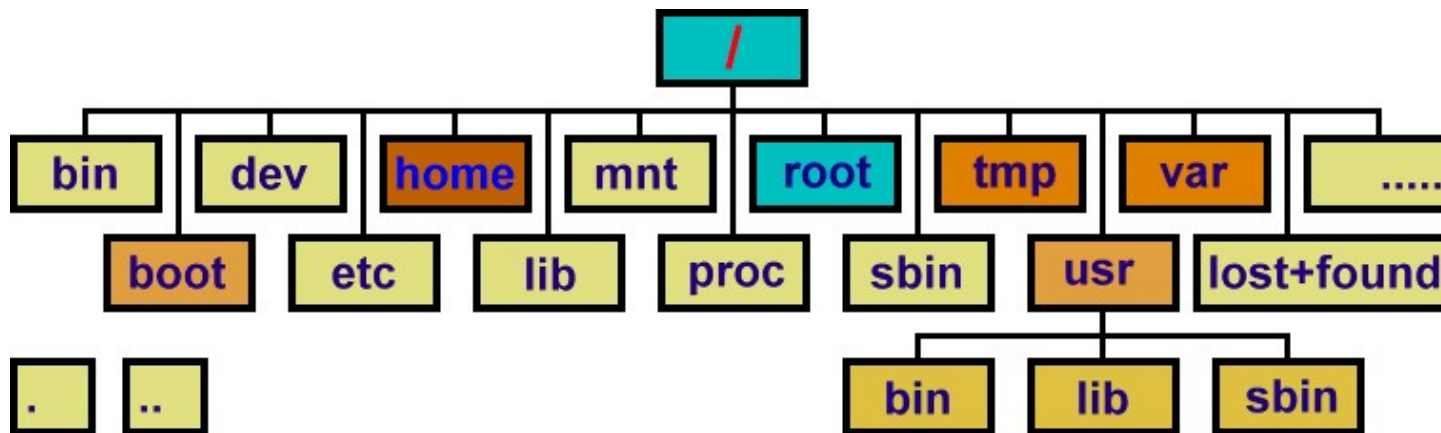 /
bin dev home mnt root tmp var .....
boot etc lib proc sbin usr lost+found
. .. bin lib sbin